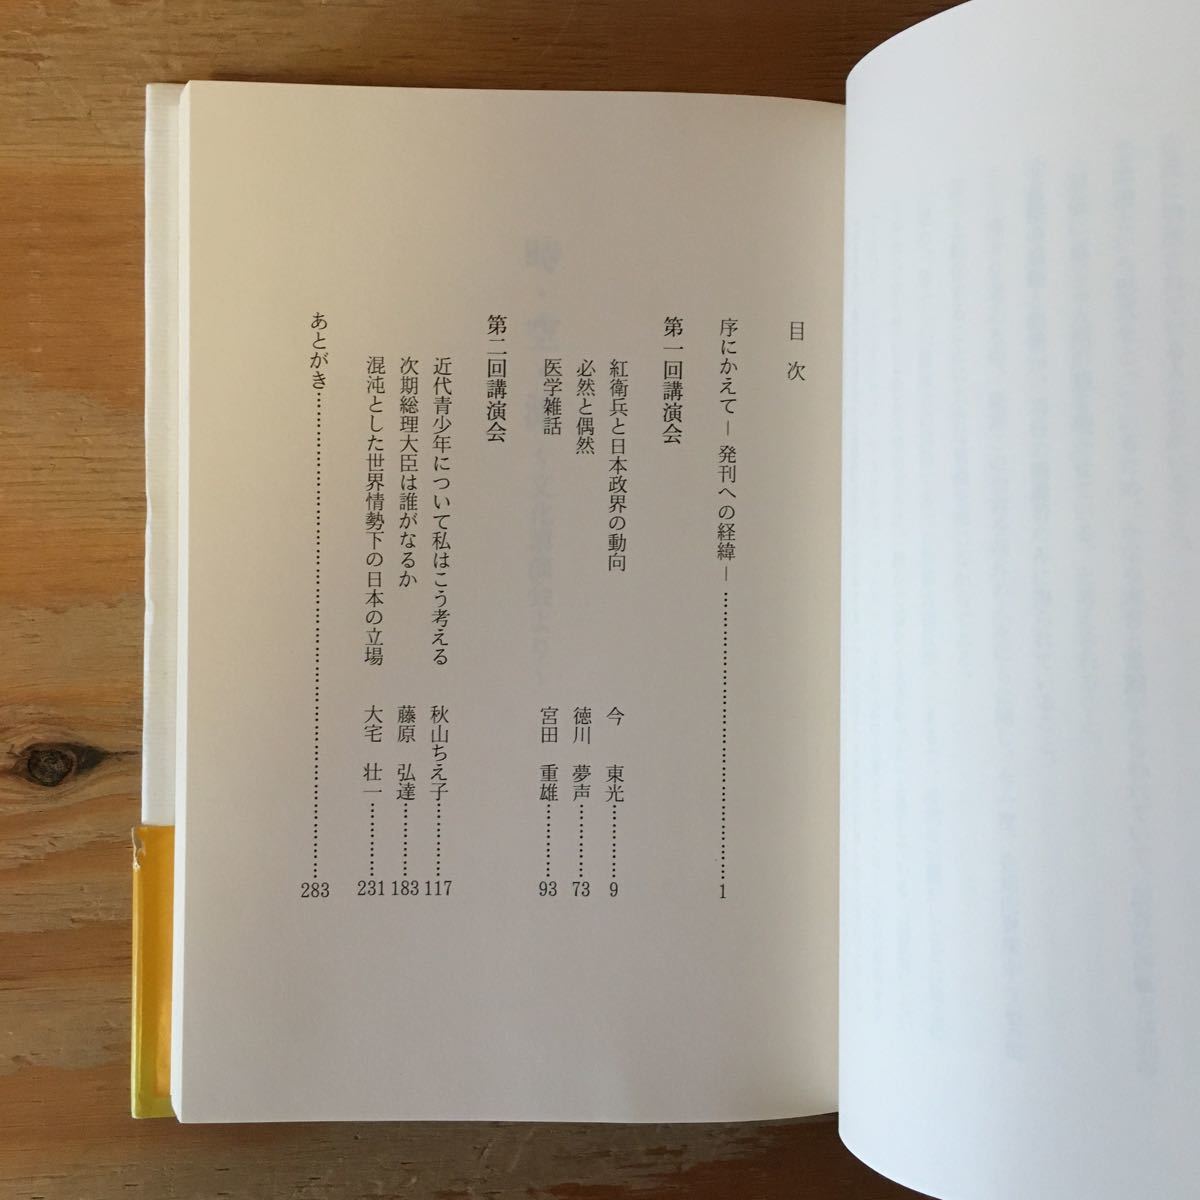 目次
序にかえて―発刊への経緯―……………………………………1
第一回講演会
紅衛兵と日本政界の動向　今　東光…………9
必然と偶然　徳川　夢声…………73
医学雑話　宮田　重雄…………93
第二回講演会
近代青少年について私はこう考える　秋山ちえ子…………117
次期総理大臣は誰がなるか　藤原　弘達…………183
混沌とした世界情勢下の日本の立場　大宅　壮一…………231
あとがき……………………………………………………………283